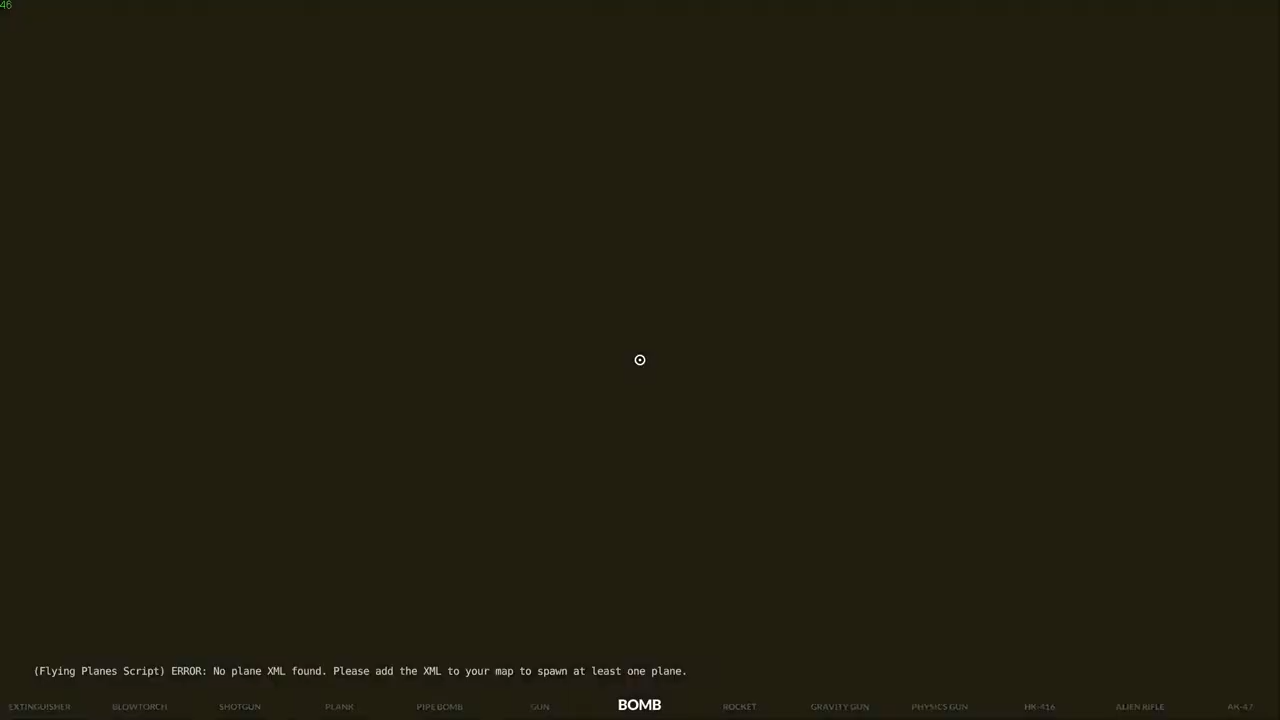 46
(Flying Planes Script) ERROR: No plane XML found. Please add the XML to your map to spawn at least one plane.
EXTINGUISHER BLOWTORCH SHOTGUN PLANK PIPE BOMB GUN BOMB ROCKET GRAVITY GUN PHYSICS GUN HK-416 ALIEN RIFLE AK-47